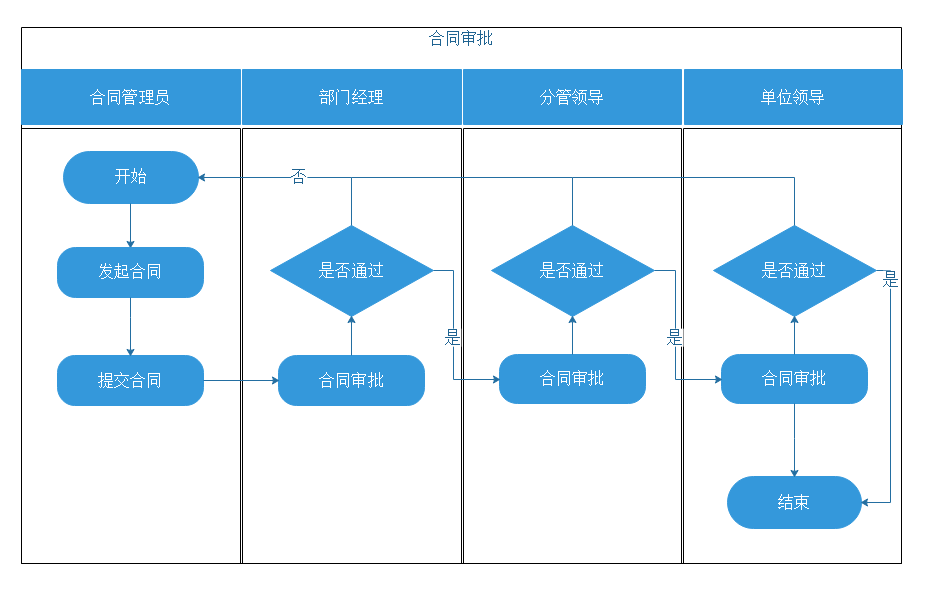 合同审批
合同管理员
部门经理
分管领导
单位领导
开始
否
发起合同
是否通过
是否通过
是否通过
是
是
是
提交合同
合同审批
合同审批
合同审批
结束